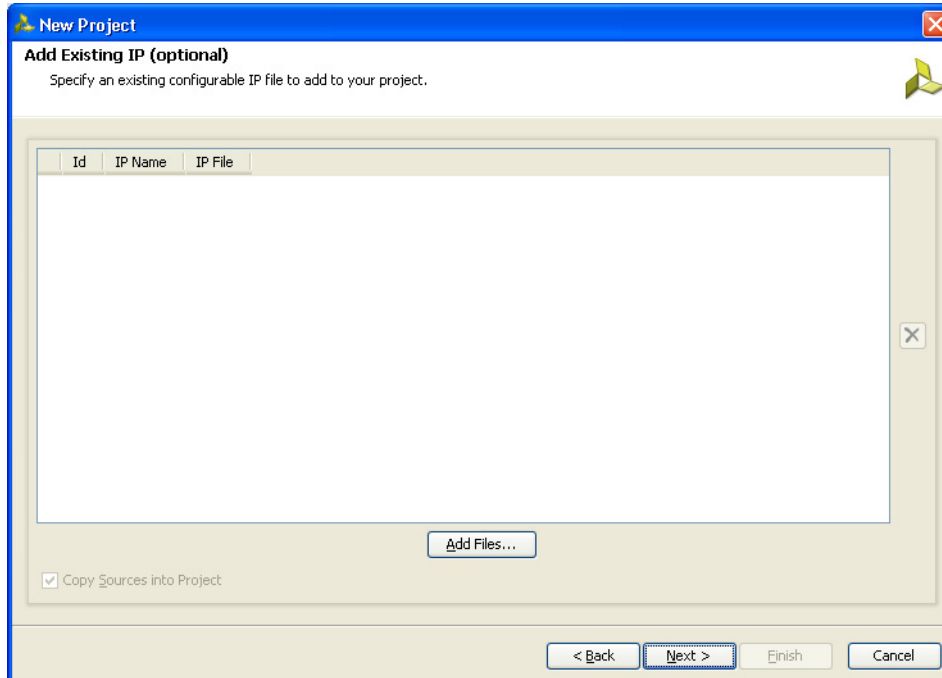 New Project
Add Existing IP (optional)
Specify an existing configurable IP file to add to your project.
Id IP Name IP File
Add Files...
Copy Sources into Project
< Back Next > Finish Cancel